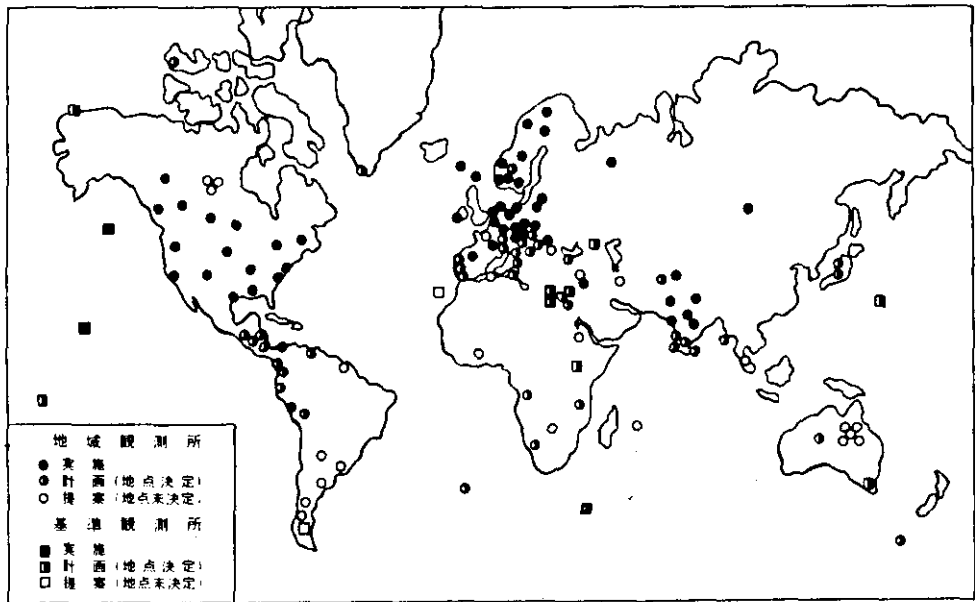 地域観測所
● 実施
◑ 計画(地点決定)
○ 提案(地点未決定)
基準観測所
■ 実施
◨ 計画(地点決定)
□ 提案(地点未決定)